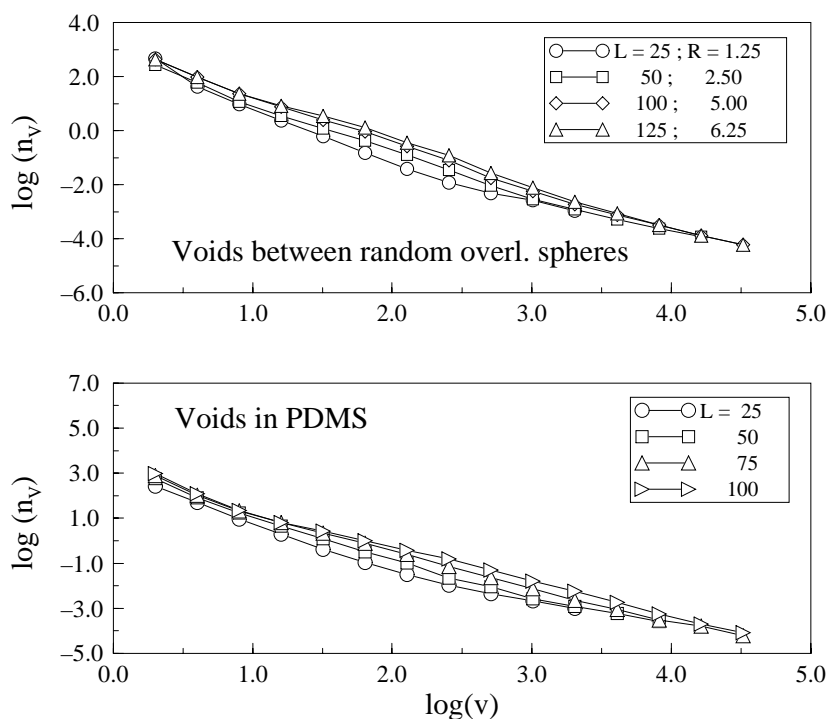 4.0
2.0
0.0
−2.0
−4.0
−6.0
log (n_v)
L = 25 ; R = 1.25
50 ; 2.50
100 ; 5.00
125 ; 6.25
Voids between random overl. spheres
0.0 1.0 2.0 3.0 4.0 5.0
7.0
5.0
3.0
1.0
−1.0
−3.0
−5.0
log (n_v)
Voids in PDMS
L = 25
50
75
100
0.0 1.0 2.0 3.0 4.0 5.0
log(v)